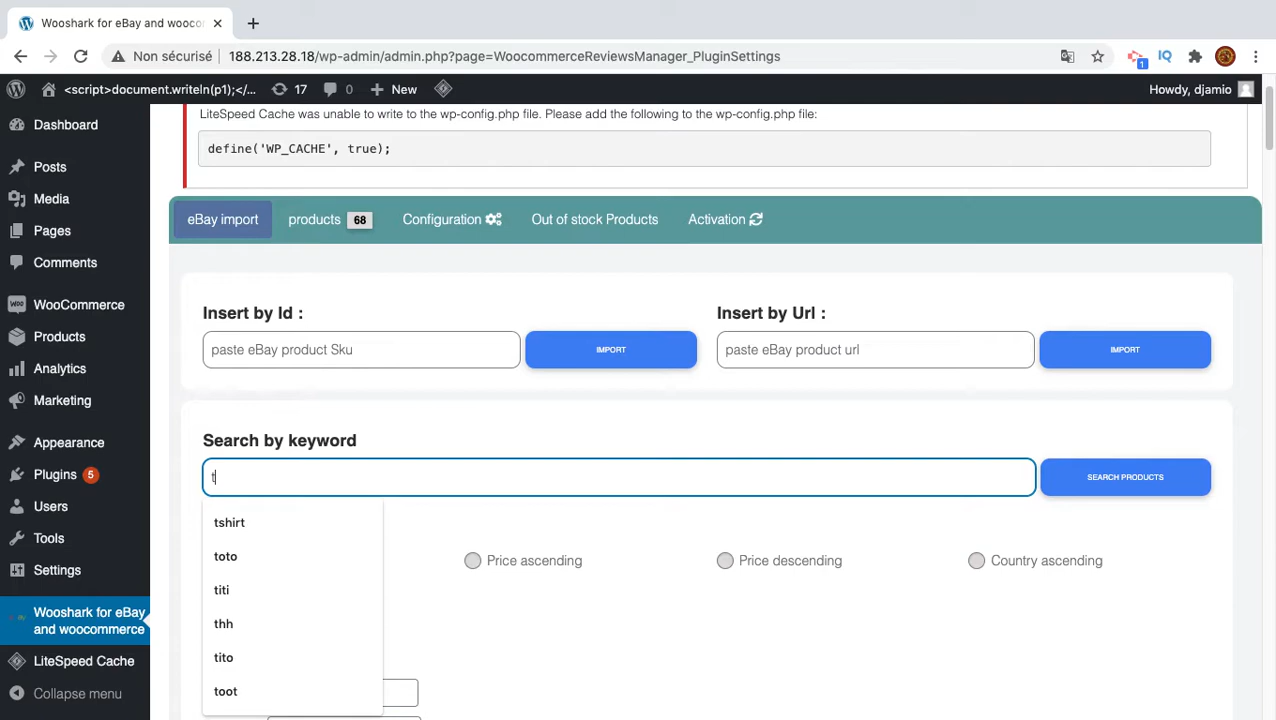 Wooshark for eBay and wooco
Non sécurisé 188.213.28.18/wp-admin/admin.php?page=WoocommerceReviewsManager_PluginSettings
1
<script>document.writeln(p1);</... 17 0 New Howdy, djamio
Dashboard
Posts
Media
Pages
Comments
WooCommerce
Products
Analytics
Marketing
Appearance
Plugins 5
Users
Tools
Settings
Wooshark for eBay
and woocommerce
LiteSpeed Cache
Collapse menu
LiteSpeed Cache was unable to write to the wp-config.php file. Please add the following to the wp-config.php file:
define('WP_CACHE', true);
eBay import products 68 Configuration Out of stock Products Activation
Insert by Id : Insert by Url :
paste eBay product Sku IMPORT paste eBay product url IMPORT
Search by keyword
t SEARCH PRODUCTS
tshirt
toto
titi
thh
tito
toot
Price ascending Price descending Country ascending